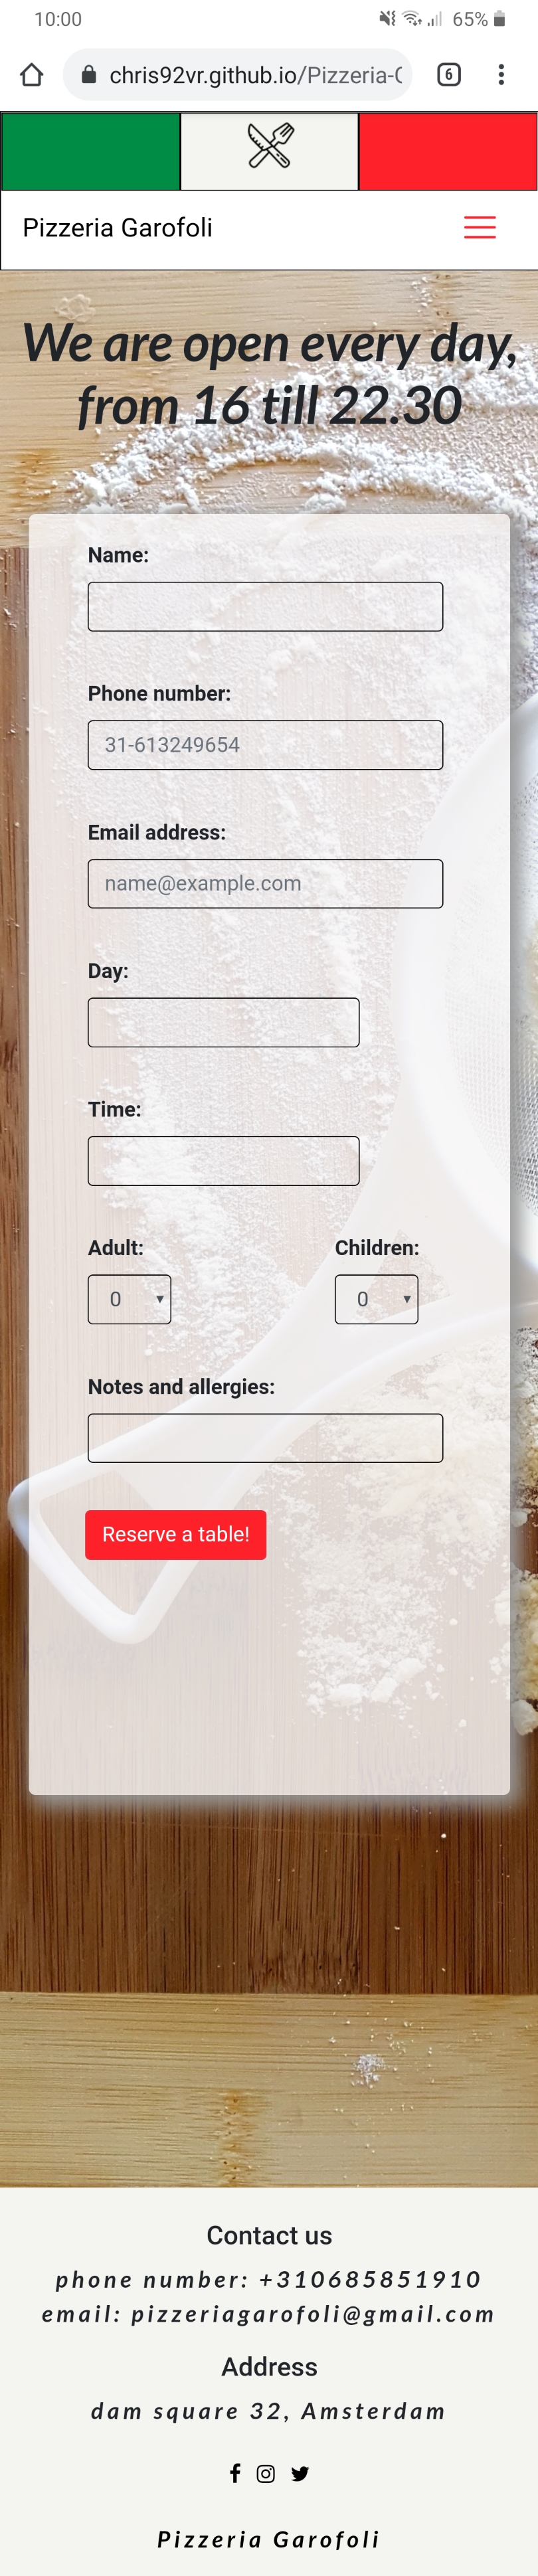 10:00
65%
chris92vr.github.io/Pizzeria-G
6
Pizzeria Garofoli
We are open every day,
from 16 till 22.30
Name:
Phone number:
31-613249654
Email address:
name@example.com
Day:
Time:
Adult: Children:
0 0
Notes and allergies:
Reserve a table!
Contact us
phone number: +310685851910
email: pizzeriagarofoli@gmail.com
Address
dam square 32, Amsterdam
Pizzeria Garofoli